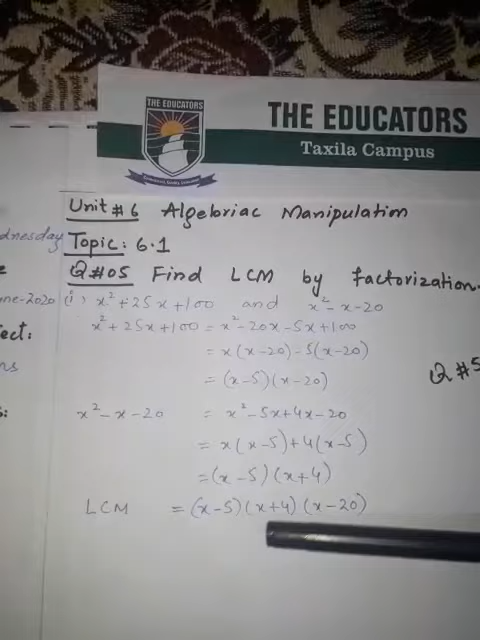 THE EDUCATORS
THE EDUCATORS
Taxila Campus
Unit #6 Algebriac Manipulation
dnesday
Topic: 6.1
Q#05 Find LCM by factorization.
ne-2020
(i) x²+25x+100 and x²-x-20
x²+25x+100 = x²-20x-5x+100
ect:
= x(x-20)-5(x-20)
ns
= (x-5)(x-20)
Q #5
x²-x-20 = x²-5x+4x-20
= x(x-5)+4(x-5)
=(x-5)(x+4)
LCM =(x-5)(x+4)(x-20)